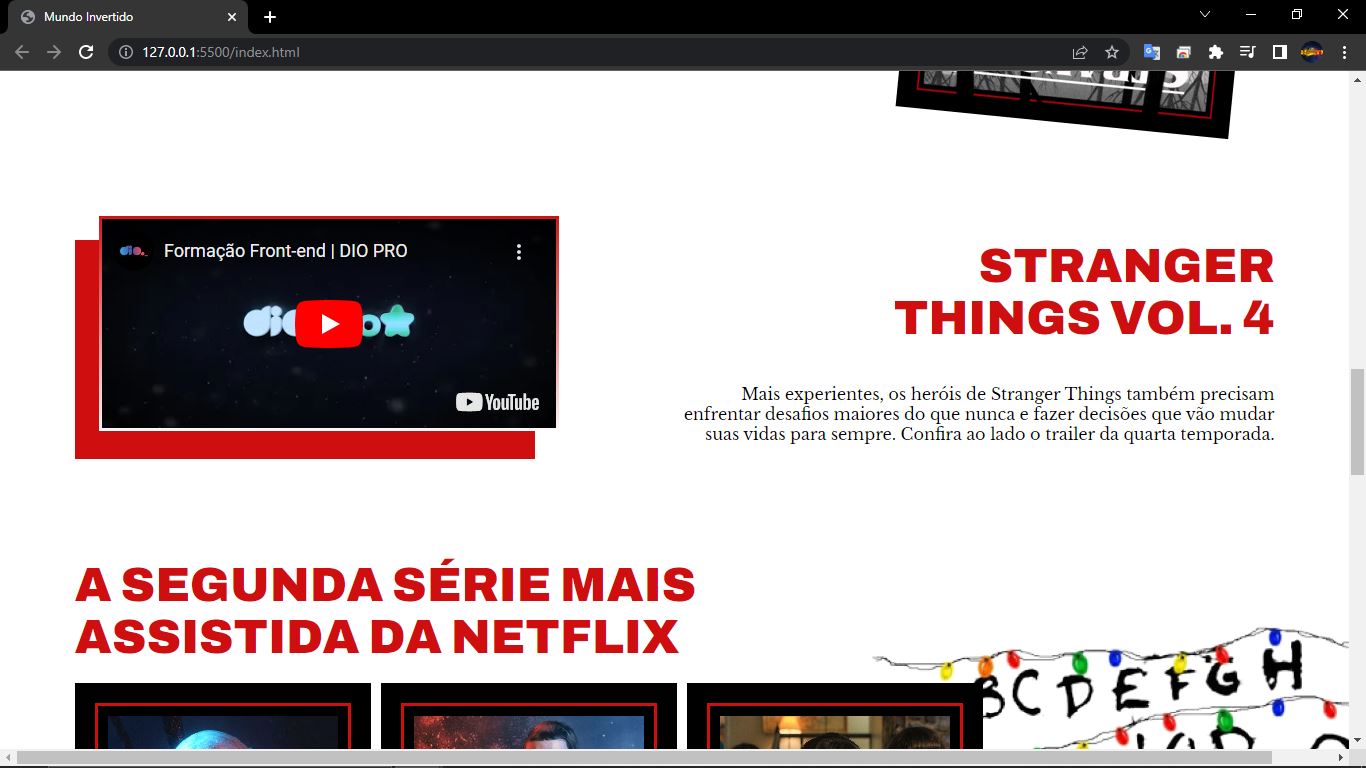 Mundo Invertido
127.0.0.1:5500/index.html
Formação Front-end | DIO PRO
dio.
YouTube
STRANGER
THINGS VOL. 4
Mais experientes, os heróis de Stranger Things também precisam
enfrentar desafios maiores do que nunca e fazer decisões que vão mudar
suas vidas para sempre. Confira ao lado o trailer da quarta temporada.
A SEGUNDA SÉRIE MAIS
ASSISTIDA DA NETFLIX
B C D E F G H